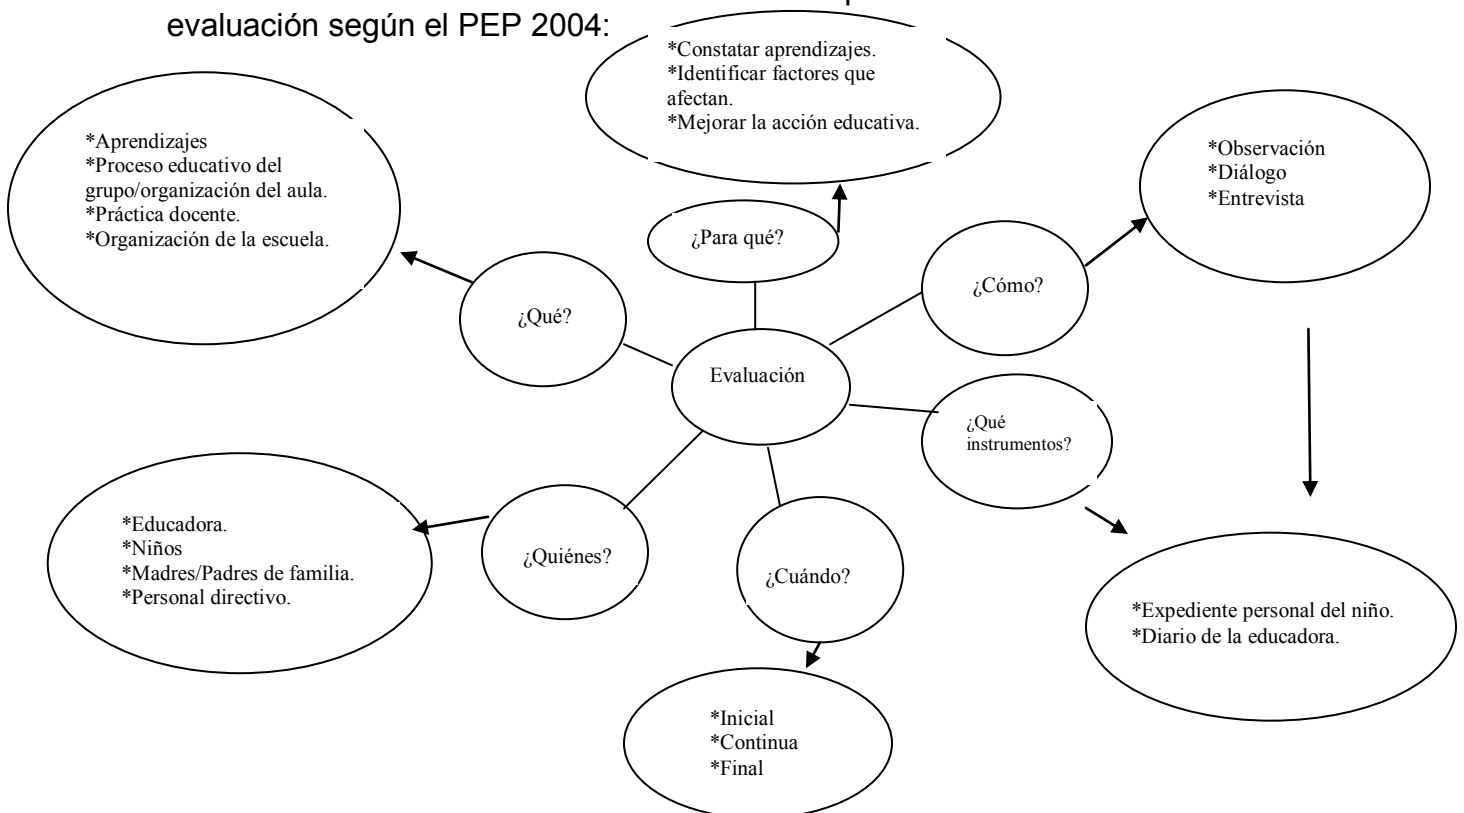 evaluación según el PEP 2004:
*Constatar aprendizajes.
*Identificar factores que
afectan.
*Mejorar la acción educativa.
*Aprendizajes
*Proceso educativo del
grupo/organización del aula.
*Práctica docente.
*Organización de la escuela.
*Observación
*Diálogo
*Entrevista
¿Para qué?
¿Cómo?
¿Qué?
Evaluación
¿Qué
instrumentos?
*Educadora.
*Niños
*Madres/Padres de familia.
*Personal directivo.
¿Quiénes?
¿Cuándo?
*Expediente personal del niño.
*Diario de la educadora.
*Inicial
*Continua
*Final